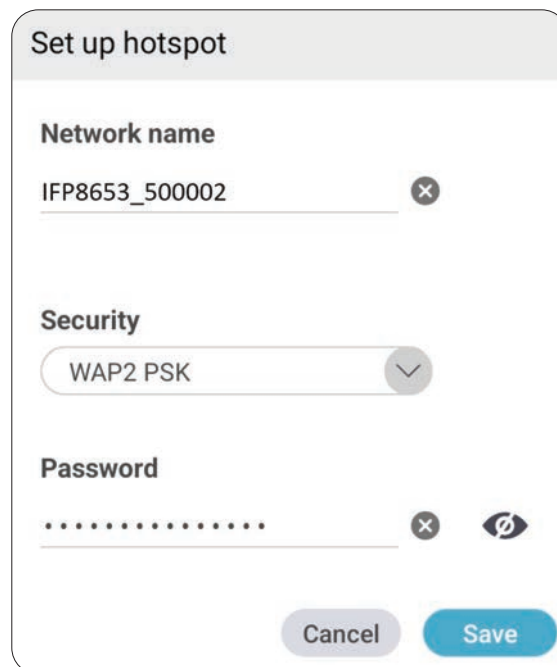 Set up hotspot
Network name
IFP8653_500002
Security
WAP2 PSK
Password
•••••••••••••••
Cancel Save